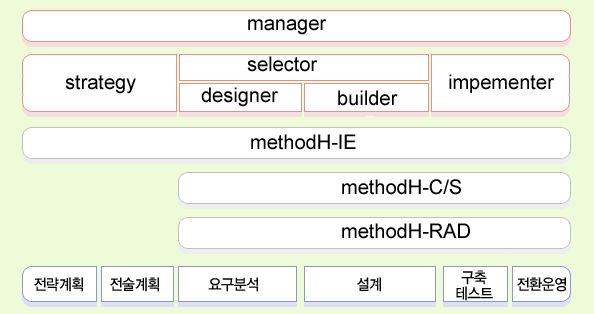 manager
strategy
selector
designer
builder
impementer
methodH-IE
methodH-C/S
methodH-RAD
전략계획
전술계획
요구분석
설계
구축
테스트
전환운영